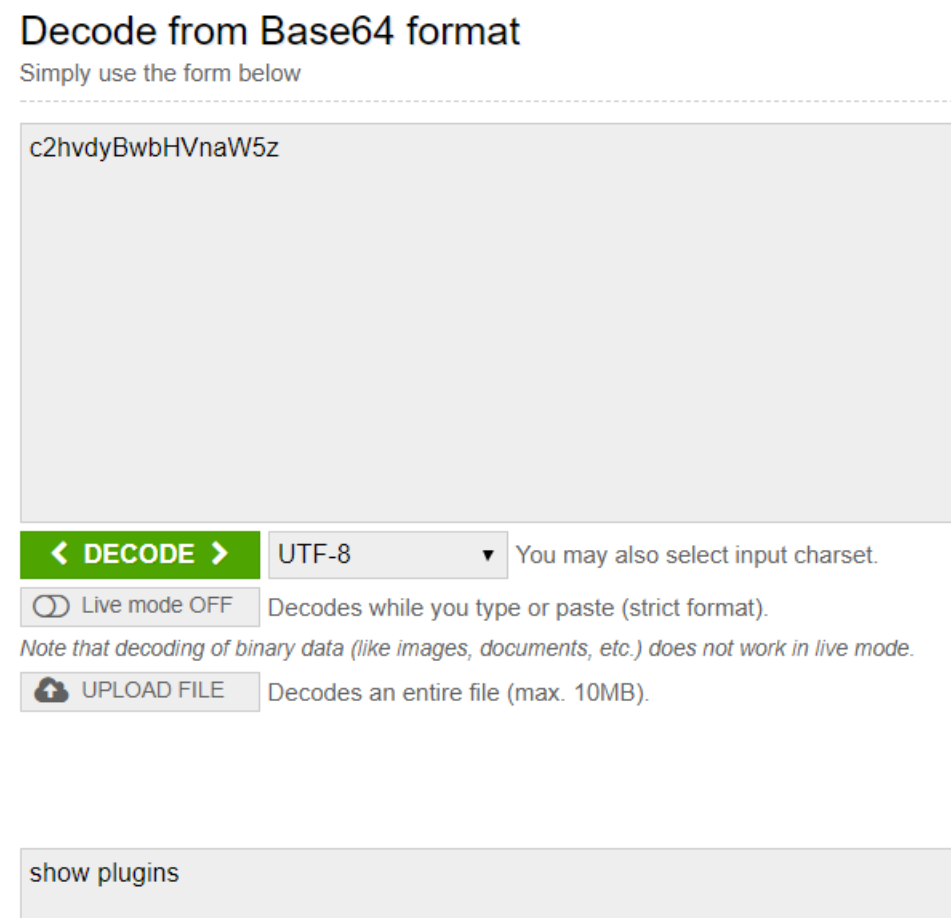 Decode from Base64 format
Simply use the form below
c2hvdyBwbHVnaW5z
< DECODE > UTF-8 ▼ You may also select input charset.
Live mode OFF Decodes while you type or paste (strict format).
Note that decoding of binary data (like images, documents, etc.) does not work in live mode.
UPLOAD FILE Decodes an entire file (max. 10MB).
show plugins